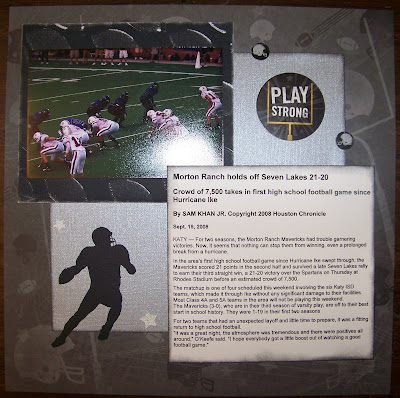 PLAY
STRONG
Morton Ranch holds off Seven Lakes 21-20
Crowd of 7,500 takes in first high school football game since
Hurricane Ike
By SAM KHAN JR. Copyright 2008 Houston Chronicle
Sept. 19, 2008
KATY — For two seasons, the Morton Ranch Mavericks had trouble garnering
victories. Now, it seems that nothing can stop them from winning, even a prolonged
break from a hurricane.
In the area's first high school football game since Hurricane Ike swept through, the
Mavericks scored 21 points in the second half and survived a late Seven Lakes rally
to earn their third straight win, a 21-20 victory over the Spartans on Thursday at
Rhodes Stadium before an estimated crowd of 7,500.
The matchup is one of four scheduled this weekend involving the six Katy ISD
teams, which made it through Ike without any significant damage to their facilities.
Most Class 4A and 5A teams in the area will not be playing this weekend.
The Mavericks (3-0), who are in their third season of varsity play, are off to their best
start in school history. They were 1-19 in their first two seasons.
For two teams that had an unexpected layoff and little time to prepare, it was a fitting
return to high school football.
"It was a great night, the atmosphere was tremendous and there were positives all
around," O'Keefe said. "I hope everybody got a little boost out of watching a good
football game."